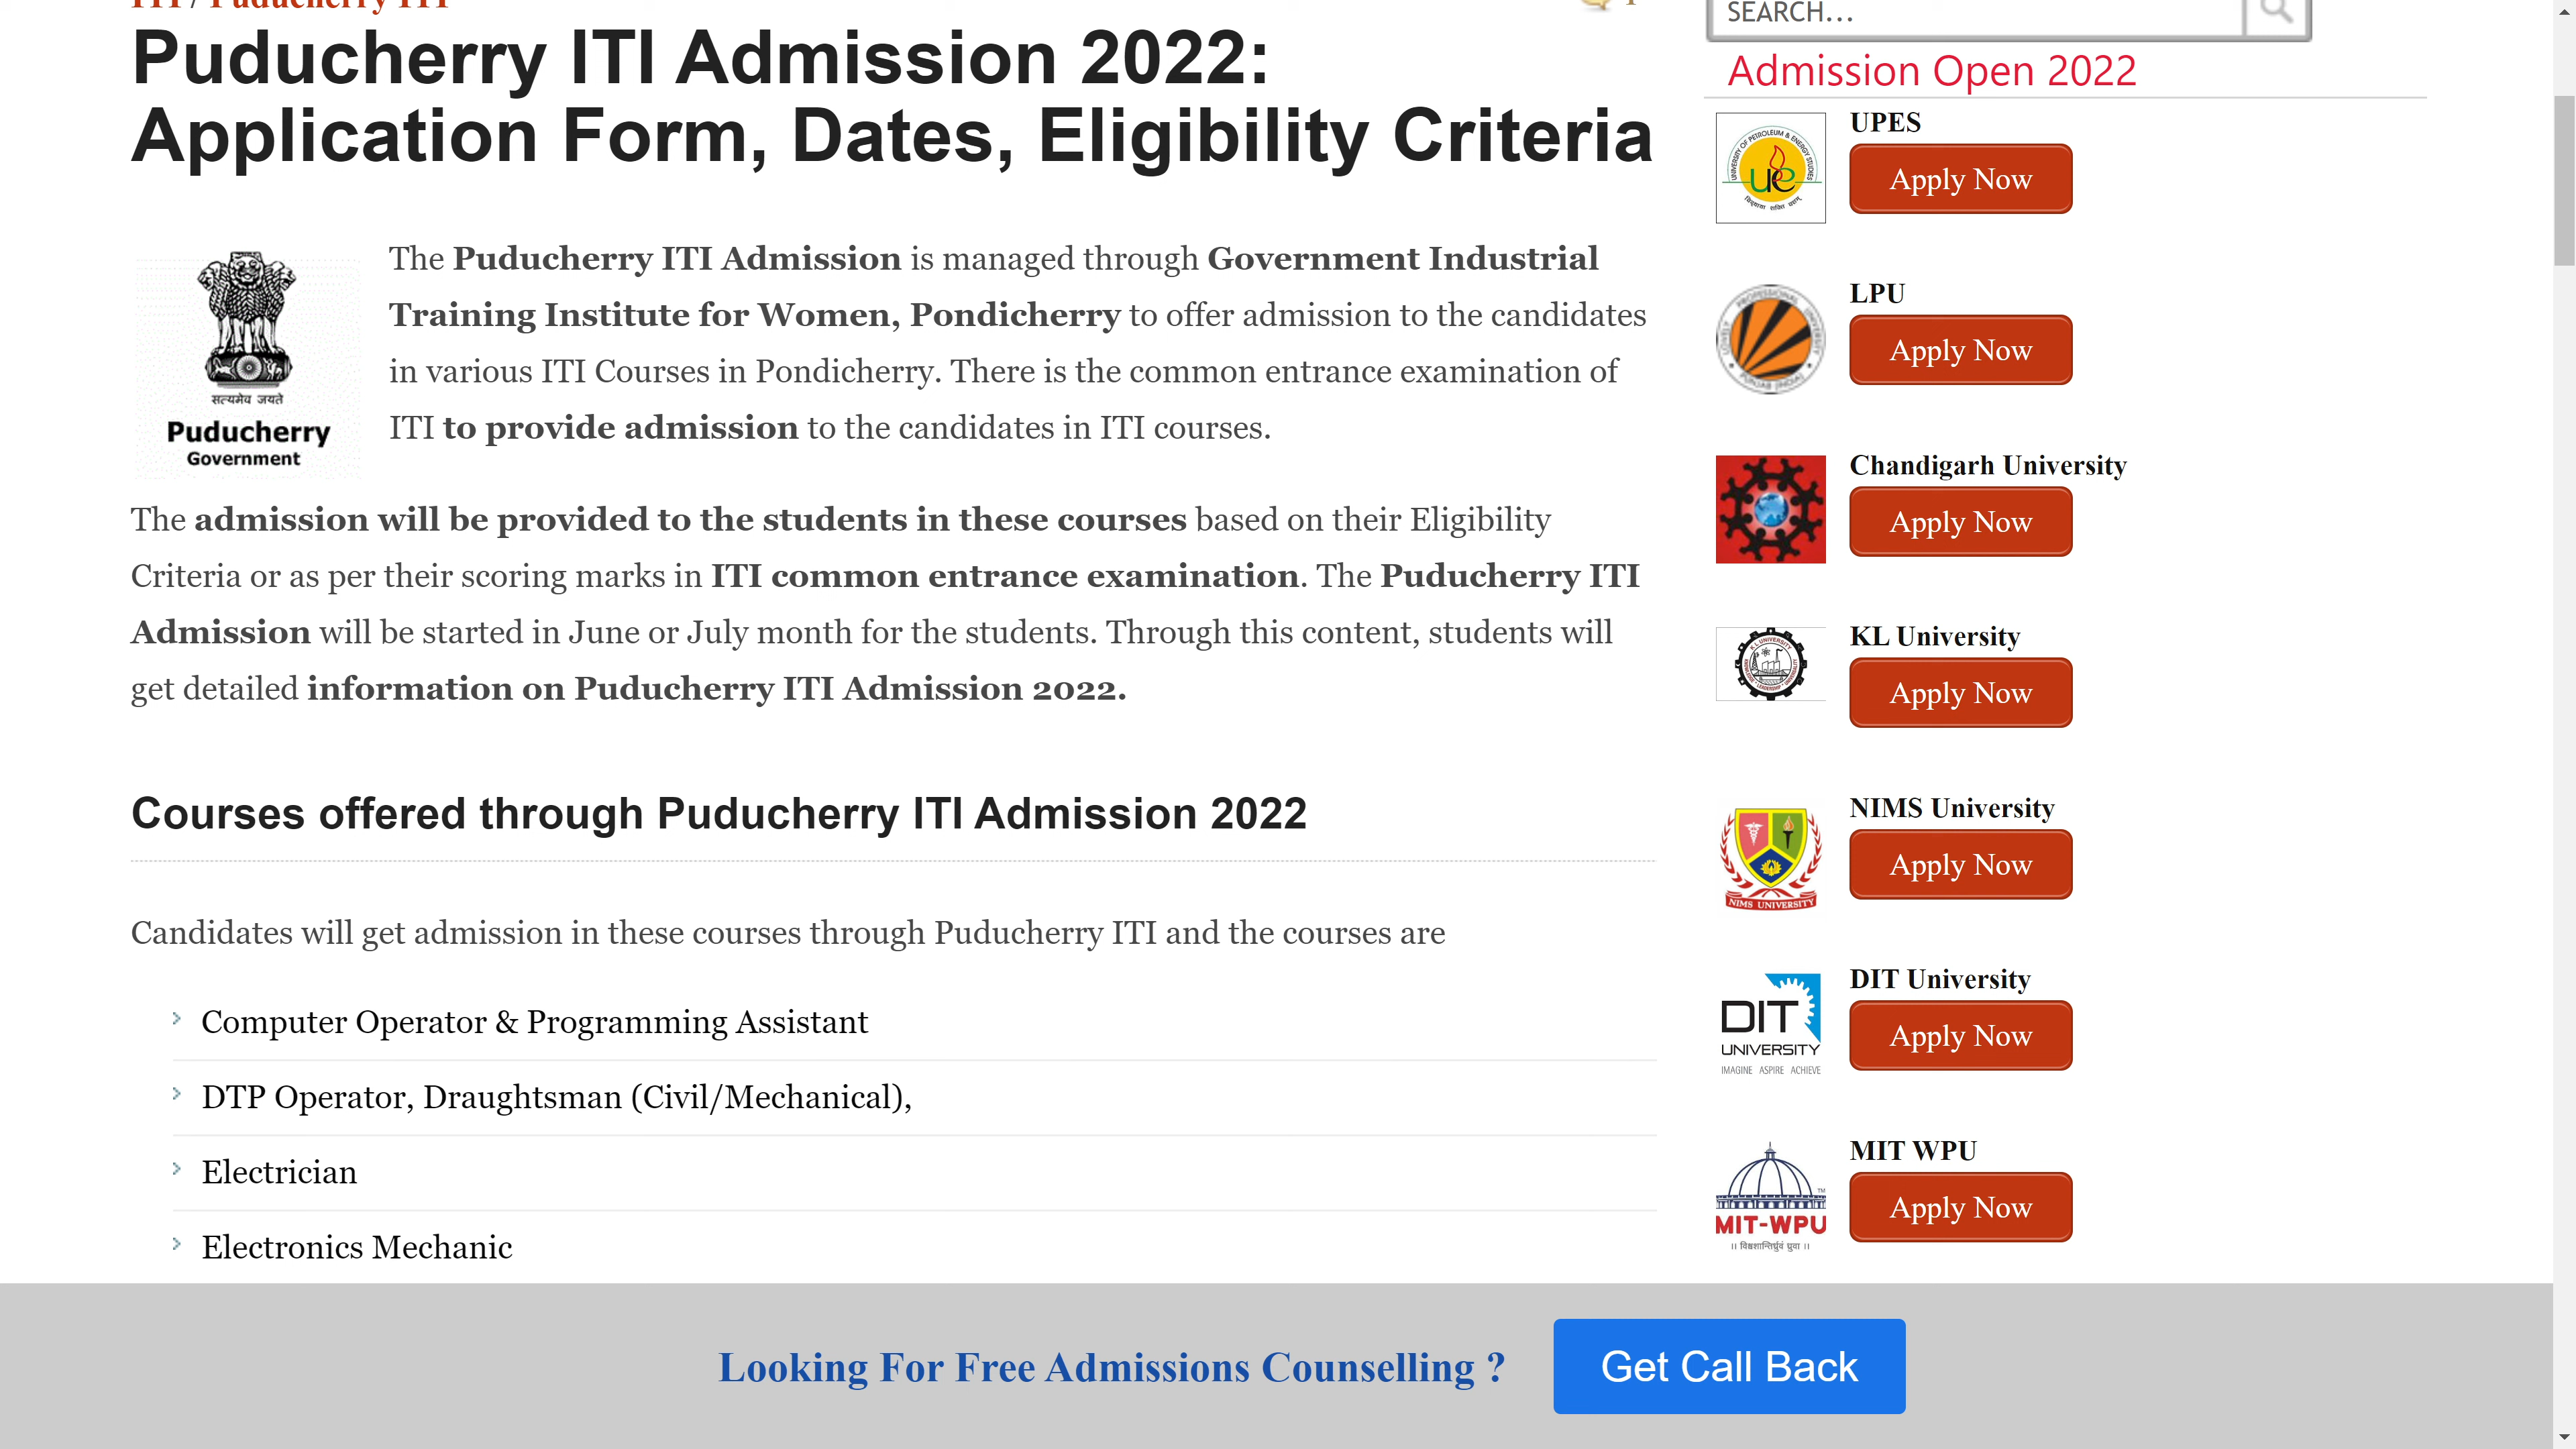 Puducherry ITI Admission 2022:
Application Form, Dates, Eligibility Criteria
सत्यमेव जयते
Puducherry
Government
The Puducherry ITI Admission is managed through Government Industrial
Training Institute for Women, Pondicherry to offer admission to the candidates
in various ITI Courses in Pondicherry. There is the common entrance examination of
ITI to provide admission to the candidates in ITI courses.
The admission will be provided to the students in these courses based on their Eligibility
Criteria or as per their scoring marks in ITI common entrance examination. The Puducherry ITI
Admission will be started in June or July month for the students. Through this content, students will
get detailed information on Puducherry ITI Admission 2022.
Courses offered through Puducherry ITI Admission 2022
Candidates will get admission in these courses through Puducherry ITI and the courses are
Computer Operator & Programming Assistant
DTP Operator, Draughtsman (Civil/Mechanical),
Electrician
Electronics Mechanic
SEARCH...
Admission Open 2022
UNIVERSITY OF PETROLEUM & ENERGY STUDIES
UPES
Apply Now
LPU
Apply Now
Chandigarh University
Apply Now
KL University
Apply Now
NIMS UNIVERSITY
NIMS University
Apply Now
DIT
UNIVERSITY
IMAGINE ASPIRE ACHIEVE
DIT University
Apply Now
MIT-WPU
MIT WPU
Apply Now
Looking For Free Admissions Counselling ?
Get Call Back